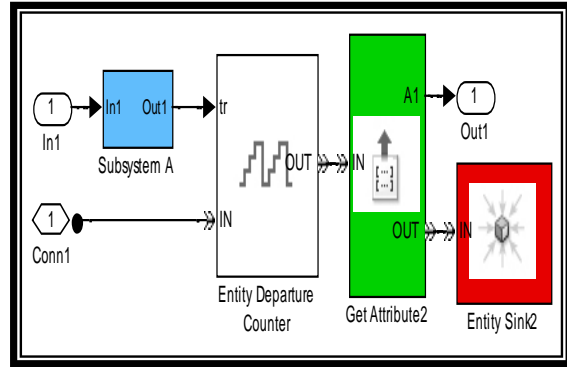 1
In1
In1
Out1
Subsystem A
Conn1
1
tr
IN
OUT
Entity Departure
Counter
IN
A1
OUT
Get Attribute2
1
Out1
IN
Entity Sink2